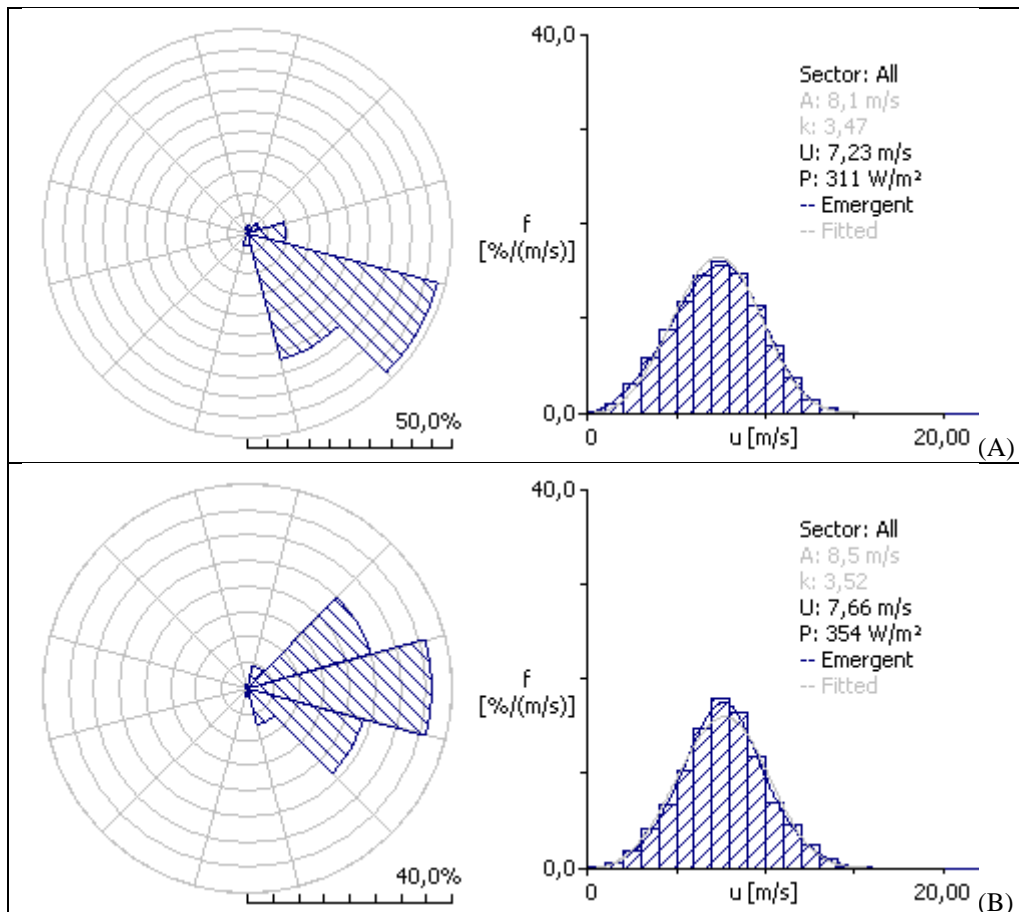 40,0
Sector: All
A: 8,1 m/s
k: 3,47
U: 7,23 m/s
P: 311 W/m²
-- Emergent
-- Fitted
f
[%/(m/s)]
50,0%
0,0
0
u [m/s]
20,00
(A)
40,0
Sector: All
A: 8,5 m/s
k: 3,52
U: 7,66 m/s
P: 354 W/m²
-- Emergent
-- Fitted
f
[%/(m/s)]
40,0%
0,0
0
u [m/s]
20,00
(B)